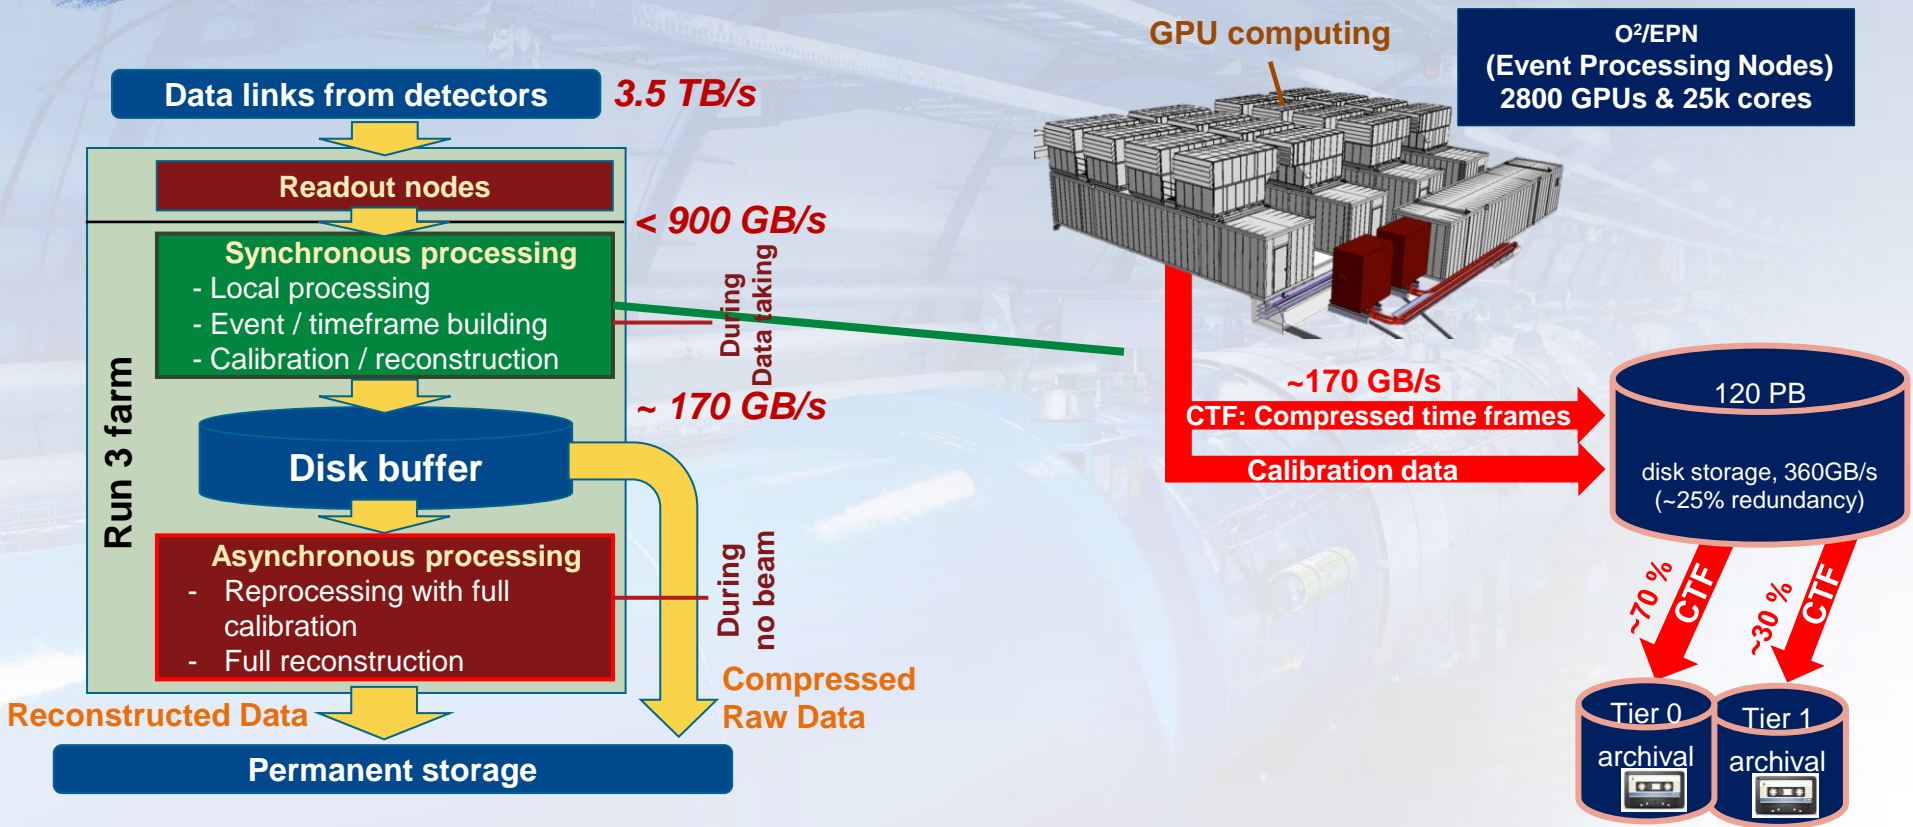 Data links from detectors
3.5 TB/s
Readout nodes
< 900 GB/s
Synchronous processing
- Local processing
- Event / timeframe building
- Calibration / reconstruction
During
Data taking
~ 170 GB/s
Run 3 farm
Disk buffer
Asynchronous processing
- Reprocessing with full
calibration
- Full reconstruction
During
no beam
Compressed
Raw Data
Reconstructed Data
Permanent storage
GPU computing
O²/EPN
(Event Processing Nodes)
2800 GPUs & 25k cores
~170 GB/s
CTF: Compressed time frames
Calibration data
120 PB
disk storage, 360GB/s
(~25% redundancy)
~70 %
CTF
~30 %
CTF
Tier 0
archival
Tier 1
archival